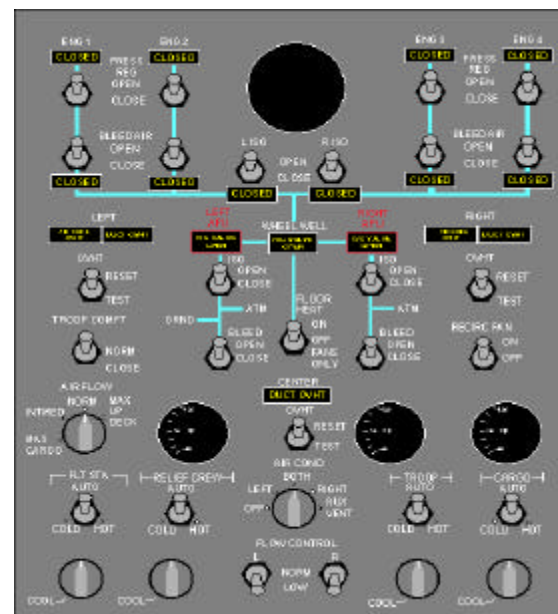 ENG 1
ENG 2
ENG 3
ENG 4
CLOSED
CLOSED
CLOSED
CLOSED
PRESS
REG
OPEN
CLOSE
PRESS
REG
OPEN
CLOSE
BLEED AIR
OPEN
CLOSE
BLEED AIR
OPEN
CLOSE
L ISO
R ISO
OPEN
CLOSE
CLOSED
CLOSED
CLOSED
CLOSED
CLOSED
CLOSED
LEFT
LEFT
APU
WHEEL WELL
RIGHT
APU
RIGHT
DUCT OVHT
DUCT OVHT
OVHT
RESET
TEST
ISO
OPEN
CLOSE
FLOOR
HEAT
ON
OFF
FANS
ONLY
ISO
OPEN
CLOSE
OVHT
RESET
TEST
ATM
GRND
ATM
TROOP COMPT
NORM
CLOSE
BLEED
OPEN
CLOSE
BLEED
OPEN
CLOSE
RECIRC FAN
ON
OFF
CENTER
DUCT OVHT
OVHT
RESET
TEST
AIR FLOW
NORM
MAX
UP
DECK
INTMED
MAX
CARGO
AIR COND
BOTH
LEFT
RIGHT
OFF
AUX
VENT
FLT STA
AUTO
COLD HOT
RELIEF CREW
AUTO
COLD HOT
TROOP
AUTO
COLD HOT
CARGO
AUTO
COLD HOT
FLOW CONTROL
L
R
NORM
LOW
COOL
COOL
COOL
COOL